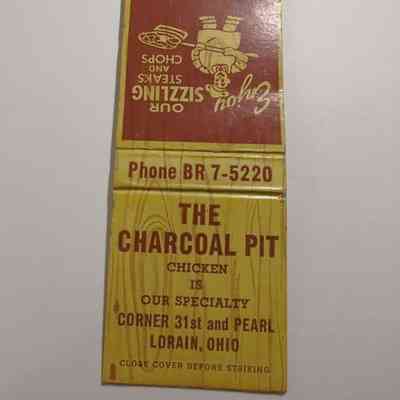 Enjoy
OUR
SIZZLING
STEAKS
AND
CHOPS
Phone BR 7-5220
THE
CHARCOAL PIT
CHICKEN
IS
OUR SPECIALTY
CORNER 31st and PEARL
LORAIN, OHIO
CLOSE COVER BEFORE STRIKING